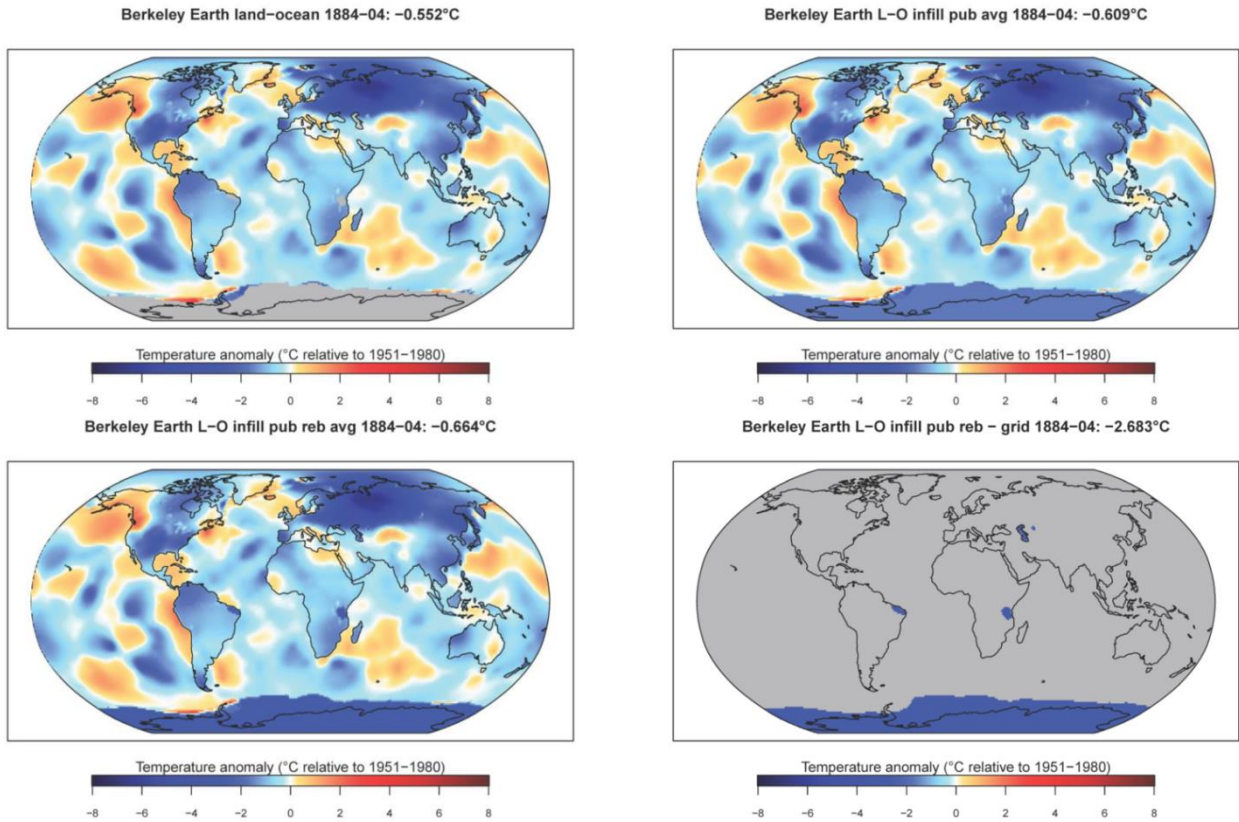 Berkeley Earth land−ocean 1884−04: −0.552°C
Berkeley Earth L−O infill pub avg 1884−04: −0.609°C
Temperature anomaly (°C relative to 1951−1980)
−8 −6 −4 −2 0 2 4 6 8
Temperature anomaly (°C relative to 1951−1980)
−8 −6 −4 −2 0 2 4 6 8
Berkeley Earth L−O infill pub reb avg 1884−04: −0.664°C
Berkeley Earth L−O infill pub reb − grid 1884−04: −2.683°C
Temperature anomaly (°C relative to 1951−1980)
−8 −6 −4 −2 0 2 4 6 8
Temperature anomaly (°C relative to 1951−1980)
−8 −6 −4 −2 0 2 4 6 8